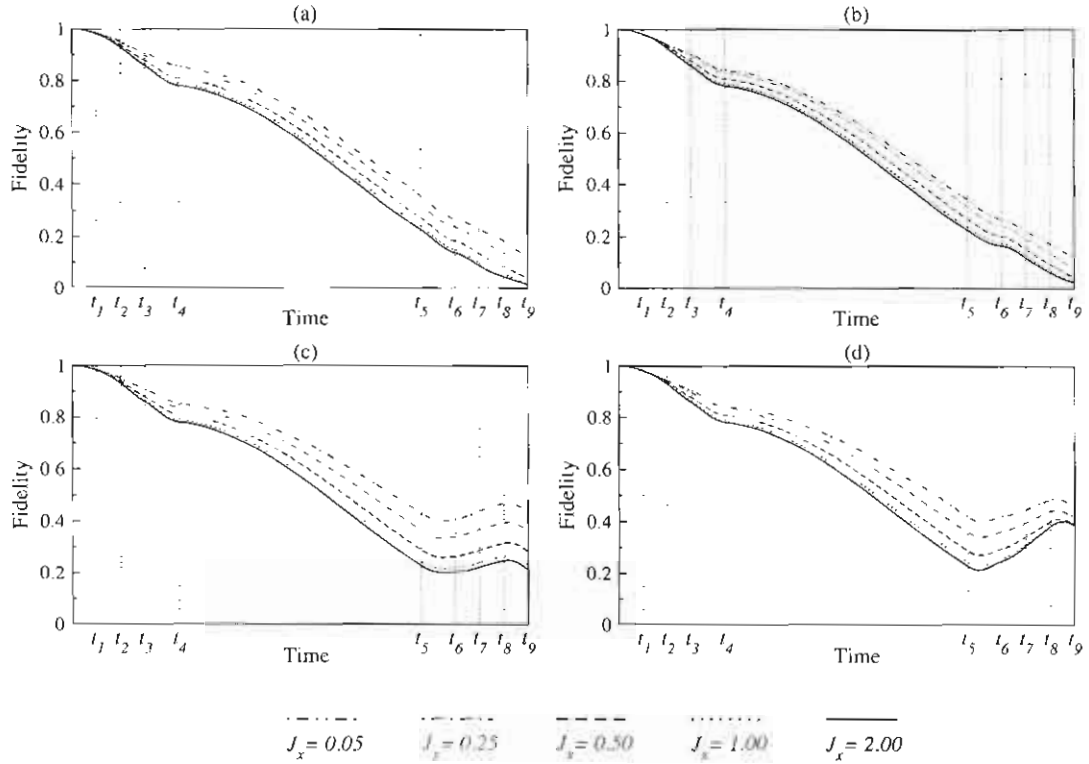 (a)
(b)
1
0.8
0.6
0.4
0.2
0
Fidelity
t1 t2 t3 t4 t5 t6 t7 t8 t9
Time
1
0.8
0.6
0.4
0.2
0
Fidelity
t1 t2 t3 t4 t5 t6 t7 t8 t9
Time
(c)
(d)
1
0.8
0.6
0.4
0.2
0
Fidelity
t1 t2 t3 t4 t5 t6 t7 t8 t9
Time
1
0.8
0.6
0.4
0.2
0
Fidelity
t1 t2 t3 t4 t5 t6 t7 t8 t9
Time
Jx = 0.05 Jx = 0.25 Jx = 0.50 Jx = 1.00 Jx = 2.00